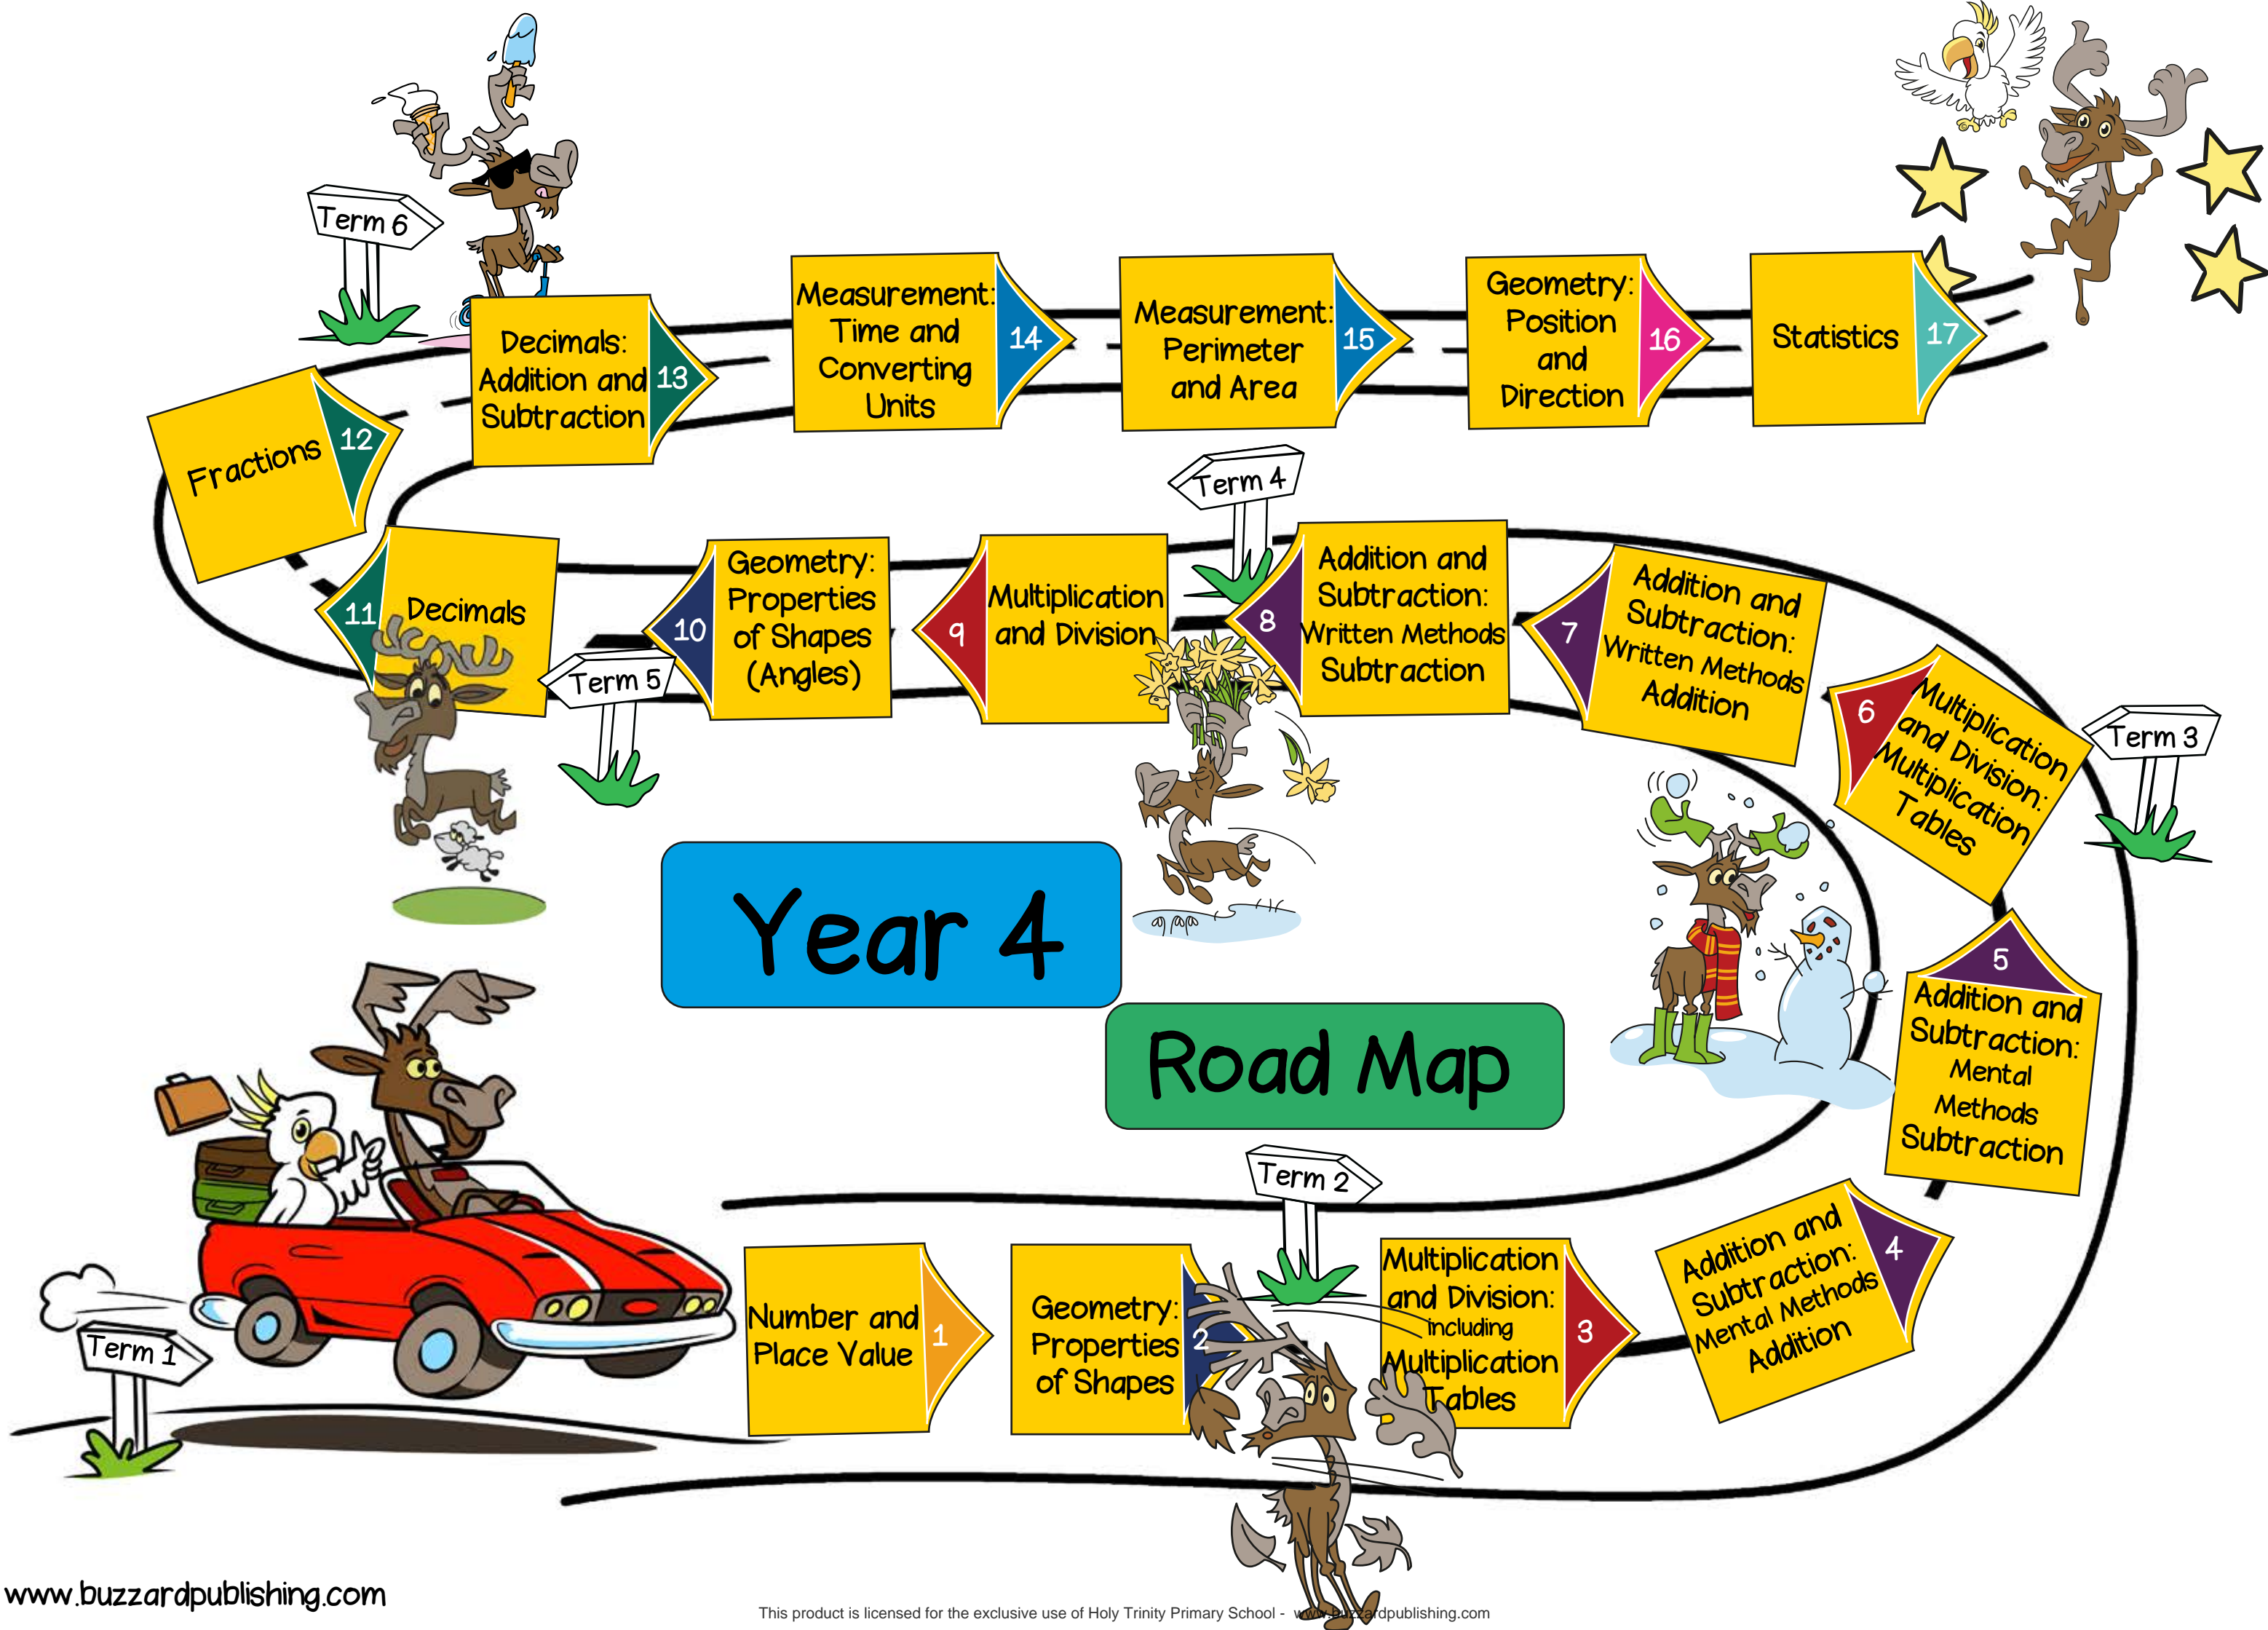 Term 1
Number and
Place Value
1
Geometry:
Properties
of Shapes
2
Term 2
Multiplication
and Division:
including
Multiplication
Tables
3
Addition and
Subtraction:
Mental Methods
Addition
4
5
Addition and
Subtraction:
Mental
Methods
Subtraction
Term 3
6
Multiplication
and Division:
Multiplication
Tables
7
Addition and
Subtraction:
Written Methods
Addition
8
Addition and
Subtraction:
Written Methods
Subtraction
Term 4
9
Multiplication
and Division
10
Geometry:
Properties
of Shapes
(Angles)
Term 5
11
Decimals
Fractions
12
Term 6
Decimals:
Addition and
Subtraction
13
Measurement:
Time and
Converting
Units
14
Measurement:
Perimeter
and Area
15
Geometry:
Position
and
Direction
16
Statistics
17
Year 4
Road Map
www.buzzardpublishing.com
This product is licensed for the exclusive use of Holy Trinity Primary School - www.buzzardpublishing.com